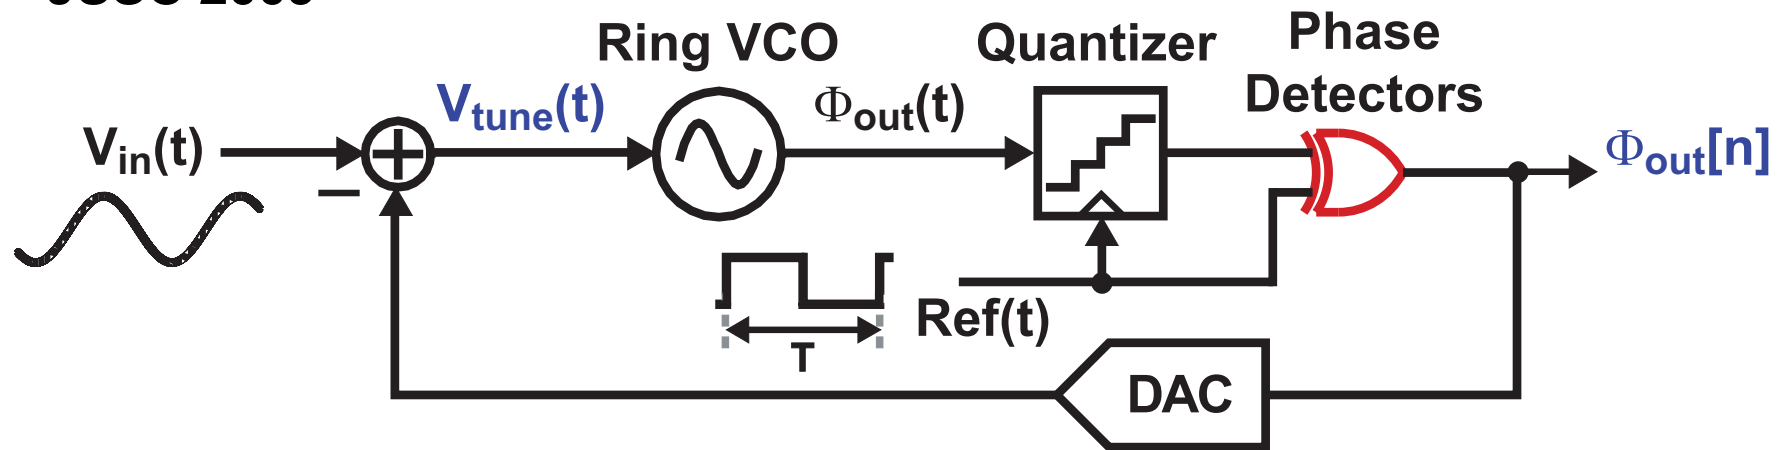 Ring VCO
Quantizer
Phase
Detectors
Vin(t)
Vtune(t)
Φout(t)
Φout[n]
−
Ref(t)
T
DAC